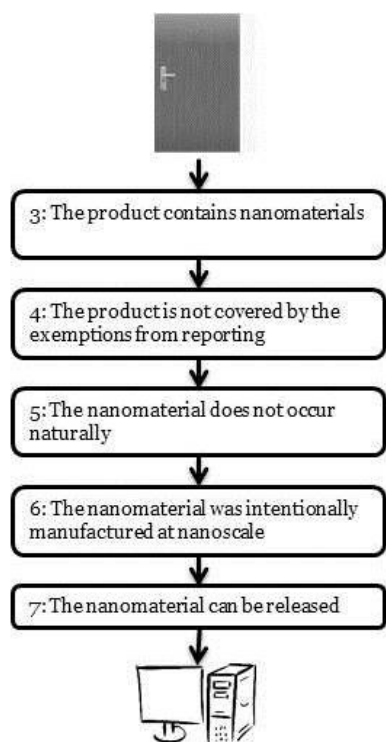 3: The product contains nanomaterials
4: The product is not covered by the
exemptions from reporting
5: The nanomaterial does not occur
naturally
6: The nanomaterial was intentionally
manufactured at nanoscale
7: The nanomaterial can be released